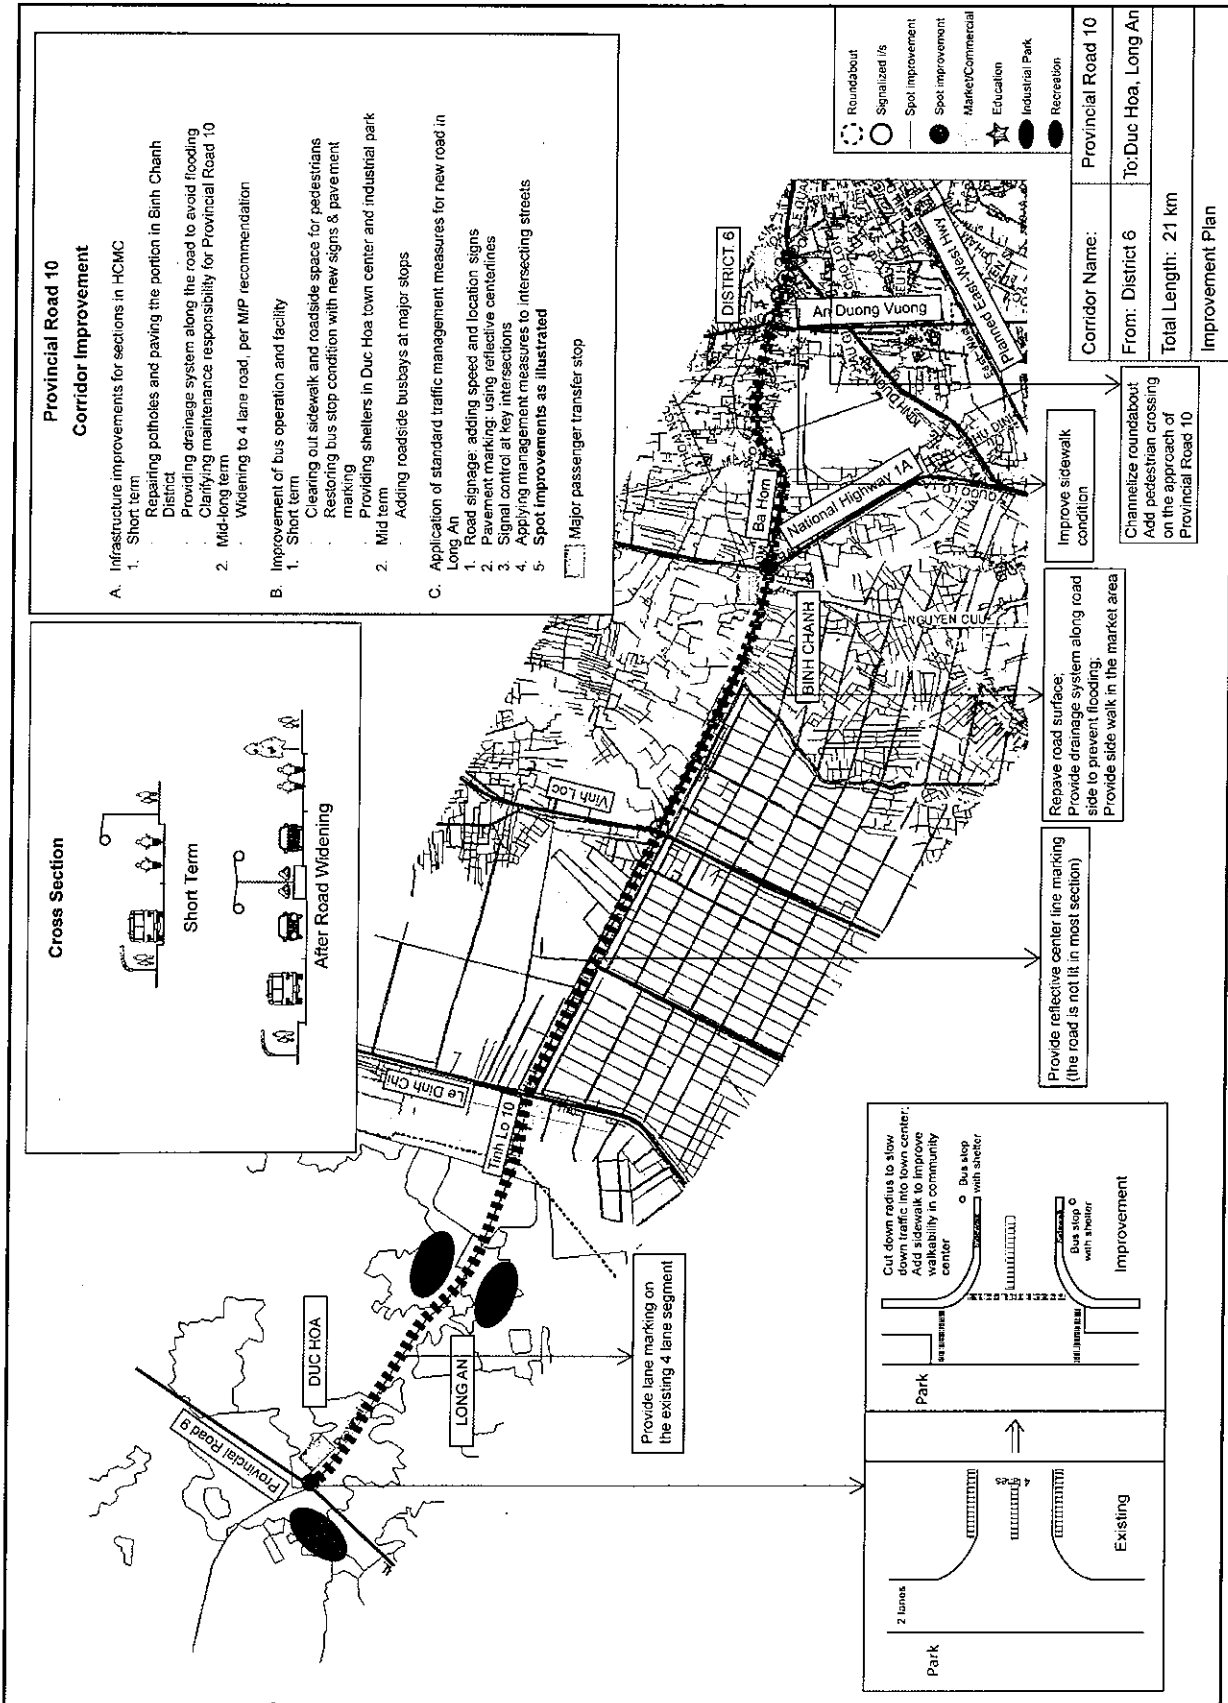 Provincial Road 10
Corridor Improvement
A. Infrastructure improvements for sections in HCMC
1. Short term
- Repairing potholes and paving the portion in Binh Chanh
District
- Providing drainage system along the road to avoid flooding
- Clarifying maintenance responsibility for Provincial Road 10
2. Mid-long term
- Widening to 4 lane road, per M/P recommendation
B. Improvement of bus operation and facility
1. Short term
- Clearing out sidewalk and roadside space for pedestrians
- Restoring bus stop condition with new signs & pavement
marking
- Providing shelters in Duc Hoa town center and industrial park
2. Mid term
- Adding roadside busbays at major stops
C. Application of standard traffic management measures for new road in
Long An
1. Road signage: adding speed and location signs
2. Pavement marking: using reflective centerlines
3. Signal control at key intersections
4. Applying management measures to intersecting streets
5- Spot improvements as illustrated
Major passenger transfer stop
Cross Section
Short Term
After Road Widening
Roundabout
Signalized i/s
Spot improvement
Spot improvement
Market/Commercial
Education
Industrial Park
Recreation
Provincial Road 9
DUC HOA
LONG AN
Tinh Lo 10
Le Dinh Chi
Vinh Loc
BINH CHANH
Ba Hom
National Highway 1A
NGUYEN CUU
DISTRICT. 6
An Duong Vuong
Planned East-West Hwy
KINH DUONG
Provide lane marking on
the existing 4 lane segment
Provide reflective center line marking
(the road is not lit in most section)
Repave road surface;
Provide drainage system along road
side to prevent flooding;
Provide side walk in the market area
Improve sidewalk
condition
Channelize roundabout
Add pedestrian crossing
on the approach of
Provincial Road 10
Park
2 lanes
Existing
Park
Cut down radius to slow
down traffic into town center;
Add sidewalk to improve
walkability in community
center
Bus stop
with shelter
Bus stop
with shelter
Improvement
Corridor Name: Provincial Road 10
From: District 6 To:Duc Hoa, Long An
Total Length: 21 km
Improvement Plan